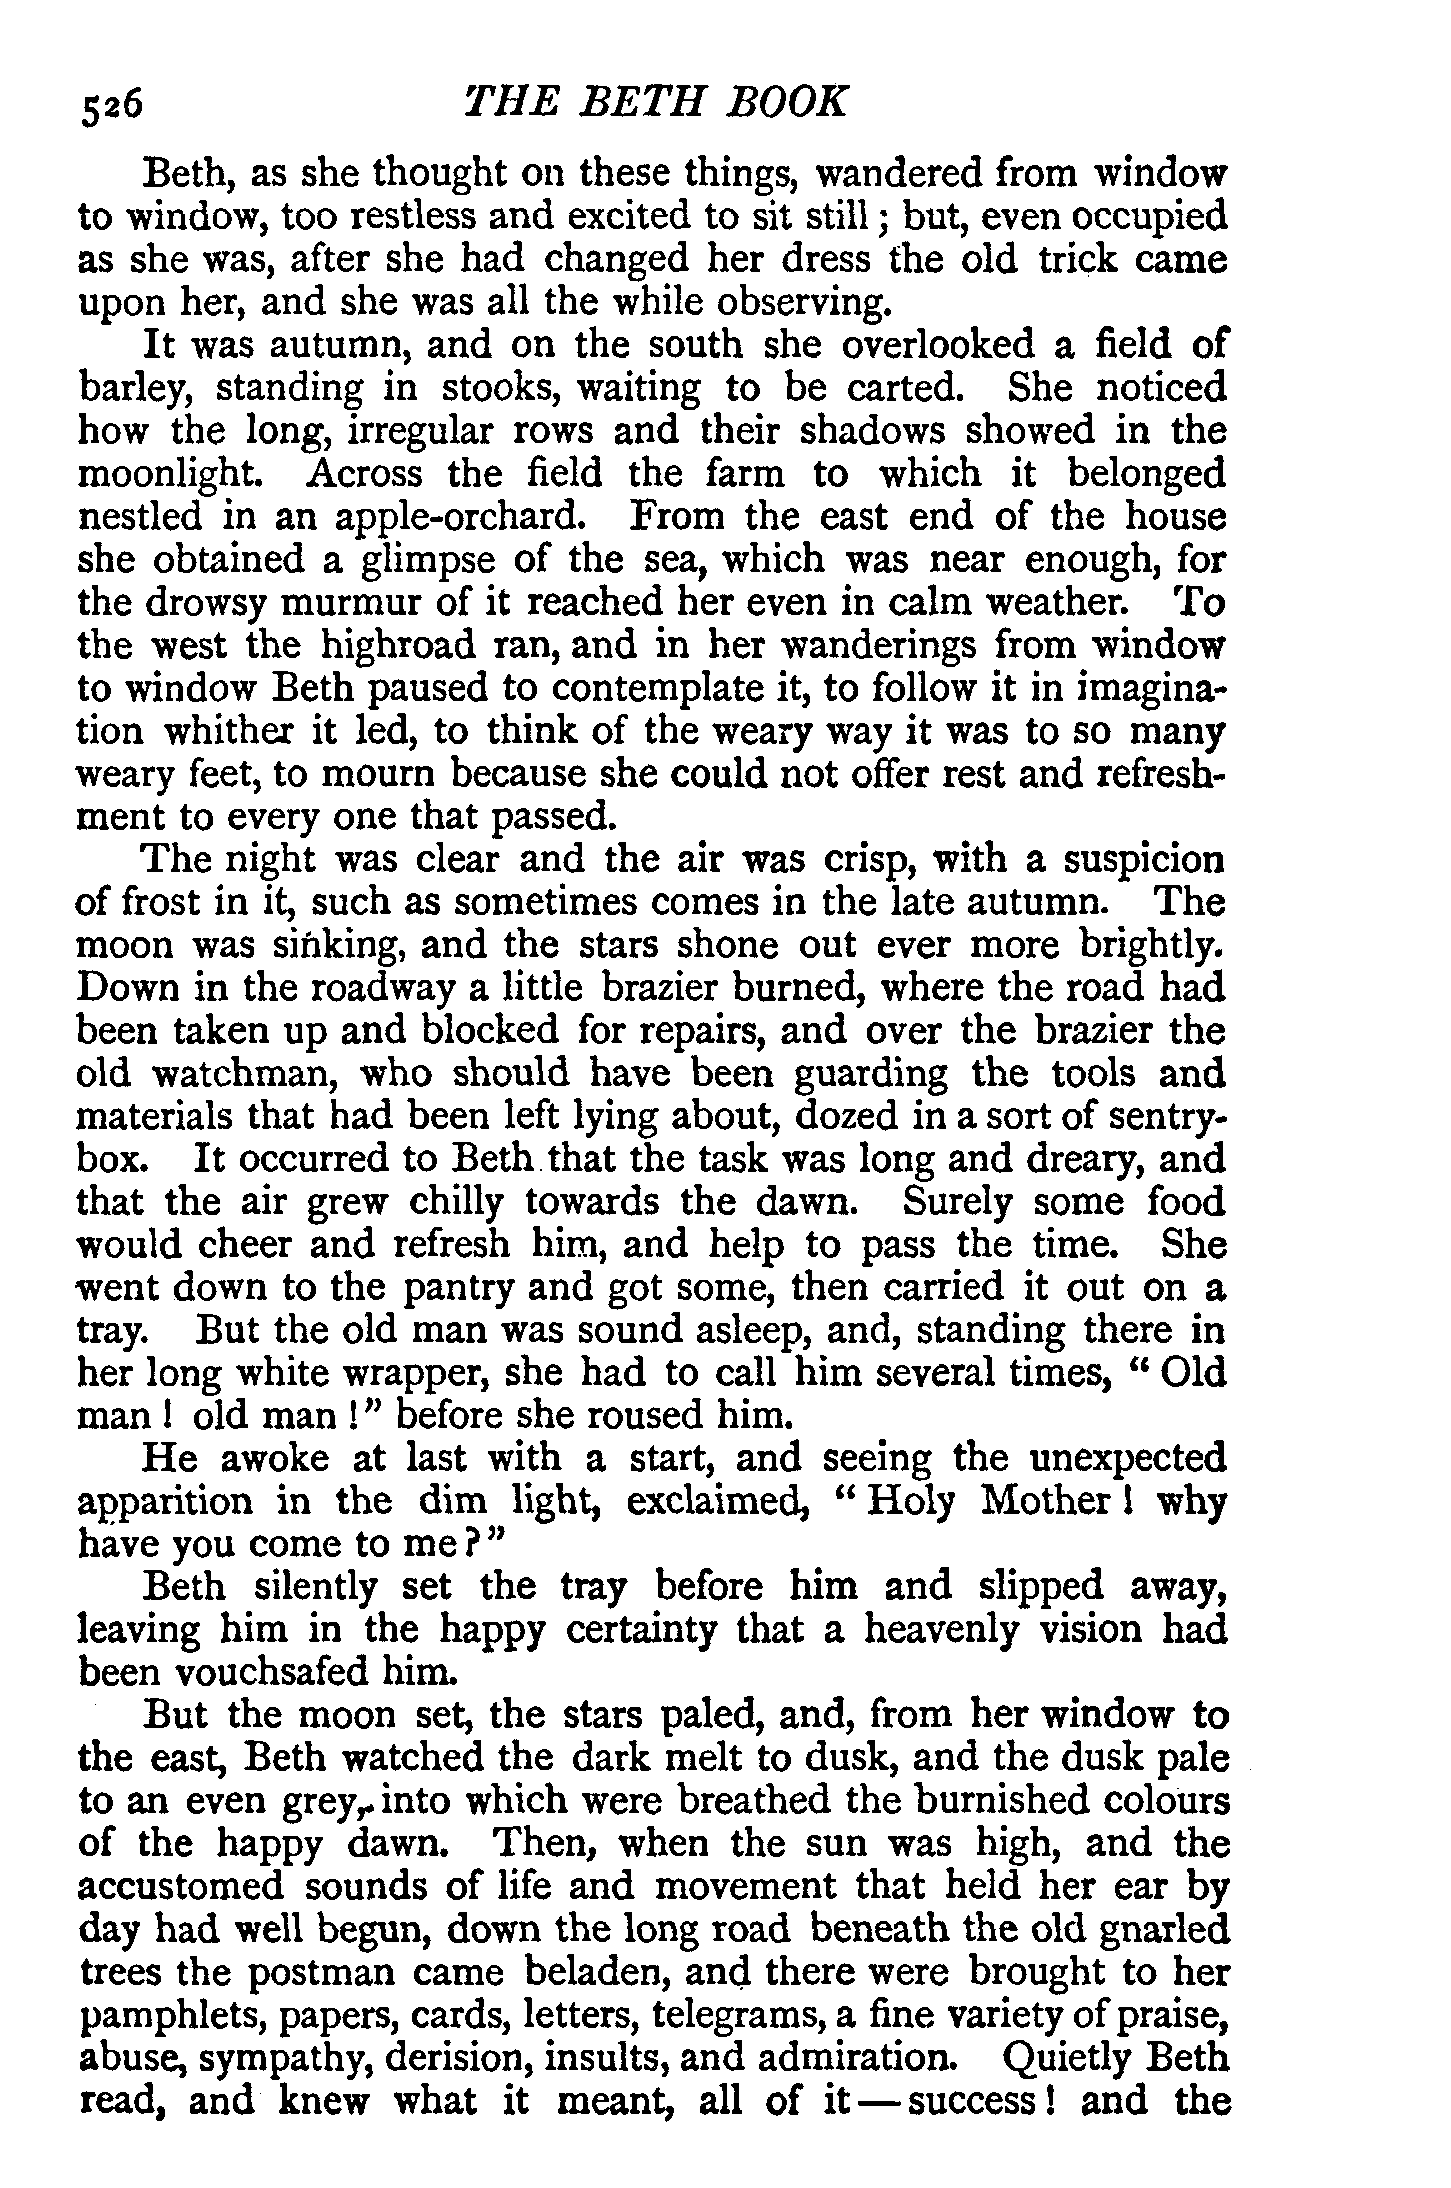 526 THE BETH BOOK
Beth, as she thought on these things, wandered from window
to window, too restless and excited to sit still; but, even occupied
as she was, after she had changed her dress the old trick came
upon her, and she was all the while observing.
It was autumn, and on the south she overlooked a field of
barley, standing in stooks, waiting to be carted. She noticed
how the long, irregular rows and their shadows showed in the
moonlight. Across the field the farm to which it belonged
nestled in an apple-orchard. From the east end of the house
she obtained a glimpse of the sea, which was near enough, for
the drowsy murmur of it reached her even in calm weather. To
the west the highroad ran, and in her wanderings from window
to window Beth paused to contemplate it, to follow it in imagina-
tion whither it led, to think of the weary way it was to so many
weary feet, to mourn because she could not offer rest and refresh-
ment to every one that passed.
The night was clear and the air was crisp, with a suspicion
of frost in it, such as sometimes comes in the late autumn. The
moon was sinking, and the stars shone out ever more brightly.
Down in the roadway a little brazier burned, where the road had
been taken up and blocked for repairs, and over the brazier the
old watchman, who should have been guarding the tools and
materials that had been left lying about, dozed in a sort of sentry-
box. It occurred to Beth that the task was long and dreary, and
that the air grew chilly towards the dawn. Surely some food
would cheer and refresh him, and help to pass the time. She
went down to the pantry and got some, then carried it out on a
tray. But the old man was sound asleep, and, standing there in
her long white wrapper, she had to call him several times, "Old
man! old man!" before she roused him.
He awoke at last with a start, and seeing the unexpected
apparition in the dim light, exclaimed, "Holy Mother! why
have you come to me?"
Beth silently set the tray before him and slipped away,
leaving him in the happy certainty that a heavenly vision had
been vouchsafed him.
But the moon set, the stars paled, and, from her window to
the east, Beth watched the dark melt to dusk, and the dusk pale
to an even grey, into which were breathed the burnished colours
of the happy dawn. Then, when the sun was high, and the
accustomed sounds of life and movement that held her ear by
day had well begun, down the long road beneath the old gnarled
trees the postman came beladen, and there were brought to her
pamphlets, papers, cards, letters, telegrams, a fine variety of praise,
abuse, sympathy, derision, insults, and admiration. Quietly Beth
read, and knew what it meant, all of it—success! and the